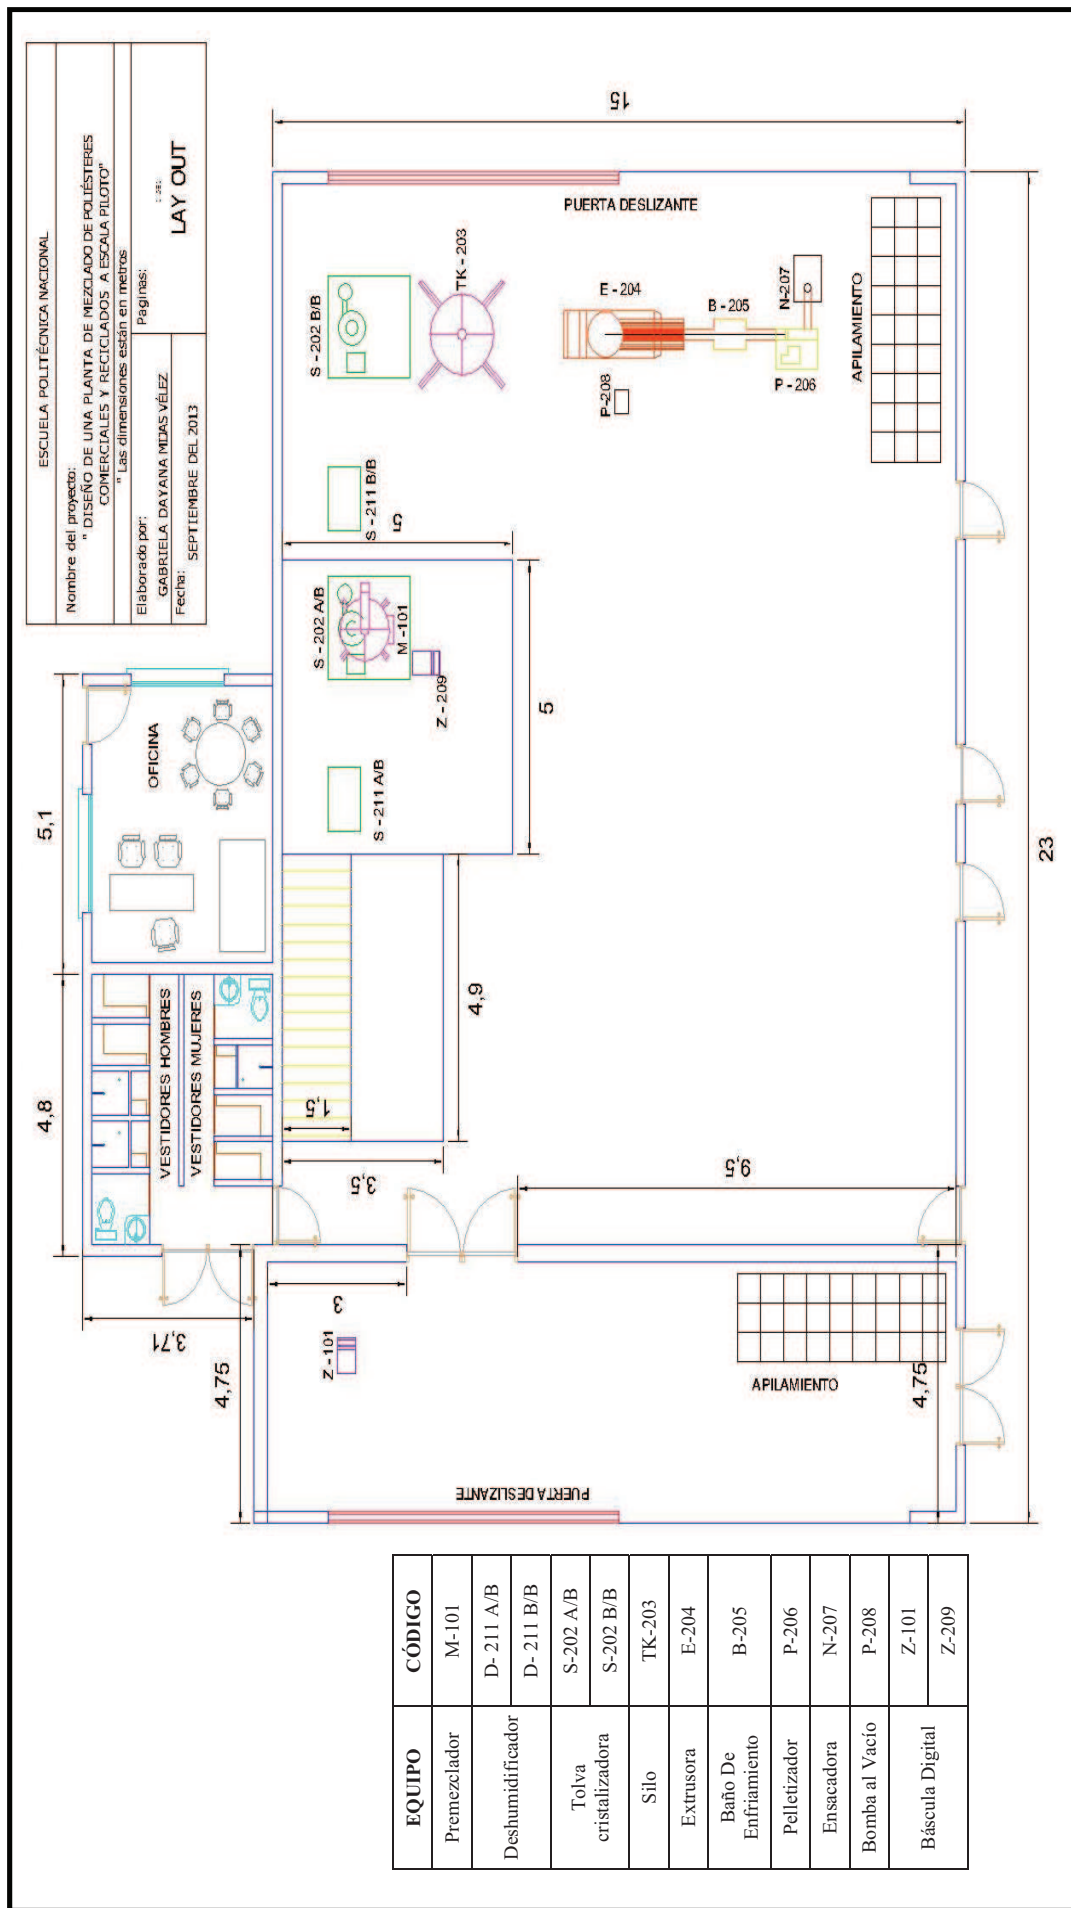 ESCUELA POLITÉCNICA NACIONAL
Nombre del proyecto:
" DISEÑO DE UNA PLANTA DE MEZCLADO DE POLIÉSTERES
COMERCIALES Y RECICLADOS A ESCALA PILOTO"
" Las dimensiones están en metros
Elaborado por:
GABRIELA DAYANA MIJAS VÉLEZ
Fecha:
SEPTIEMBRE DEL 2013
Paginas:
LAY OUT
4,8
5,1
3,71
4,75
VESTIDORES HOMBRES
VESTIDORES MUJERES
OFICINA
15
3
3,5
1,5
4,9
5
5
9,5
4,75
23
Z - 101
S - 211 A/B
S - 202 A/B
M - 101
Z - 209
S - 211 B/B
S - 202 B/B
TK - 203
E - 204
P-208
B - 205
P - 206
N-207
PUERTA DESLIZANTE
PUERTA DESLIZANTE
APILAMIENTO
APILAMIENTO
EQUIPO CÓDIGO
Premezclador M-101
Deshumidificador D- 211 A/B
D- 211 B/B
Tolva
cristalizadora S-202 A/B
S-202 B/B
Silo TK-203
Extrusora E-204
Baño De
Enfriamiento B-205
Pelletizador P-206
Ensacadora N-207
Bomba al Vacío P-208
Báscula Digital Z-101
Z-209